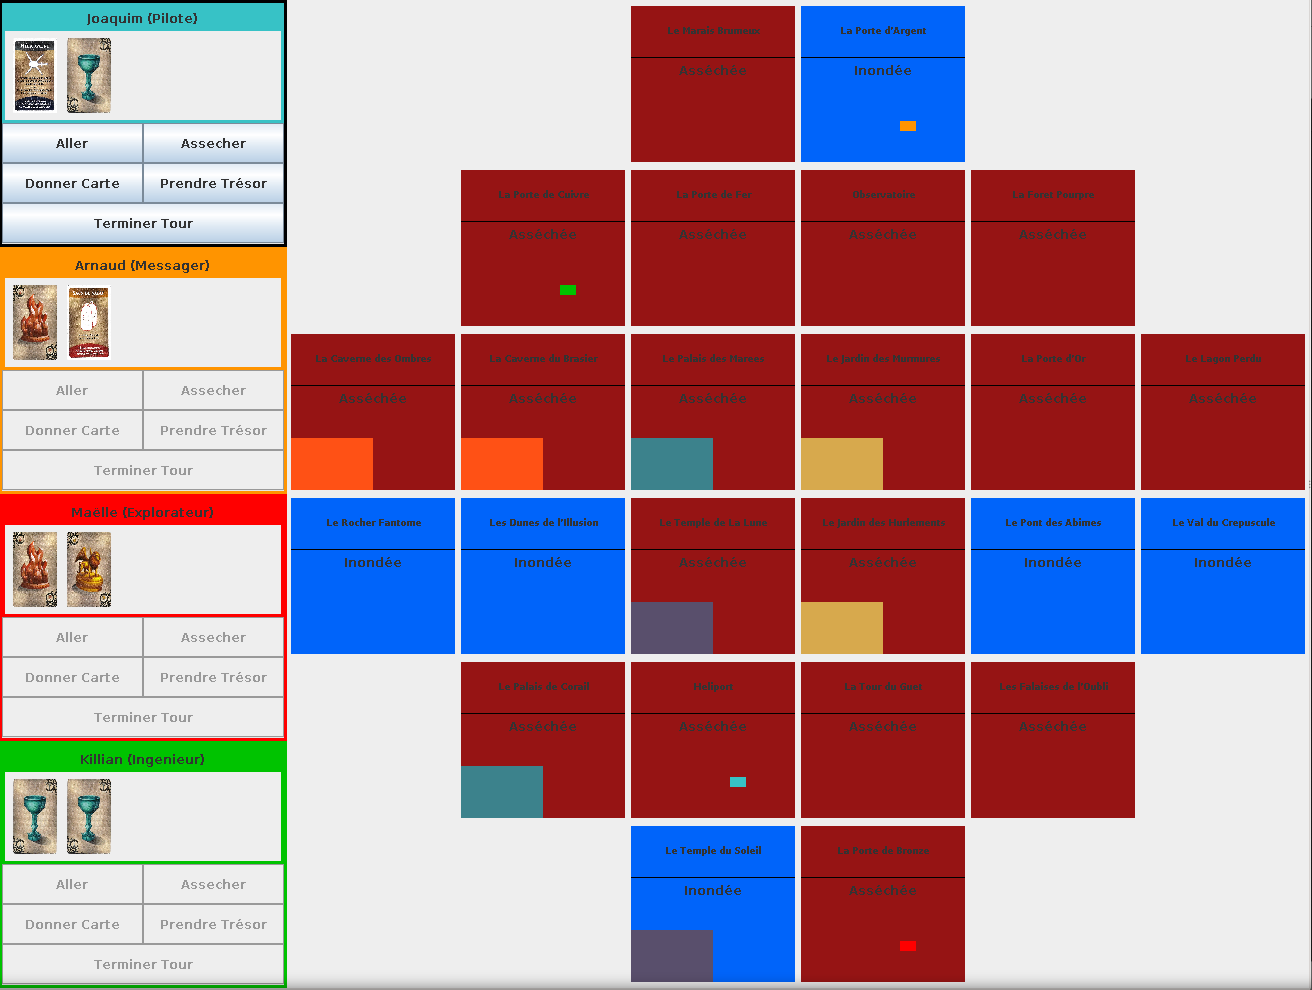 Joaquim (Pilote)
Aller
Assecher
Donner Carte
Prendre Trésor
Terminer Tour
Arnaud (Messager)
Aller
Assecher
Donner Carte
Prendre Trésor
Terminer Tour
Maëlle (Explorateur)
Aller
Assecher
Donner Carte
Prendre Trésor
Terminer Tour
Killian (Ingenieur)
Aller
Assecher
Donner Carte
Prendre Trésor
Terminer Tour
Le Marais Brumeux
Asséchée
La Porte d'Argent
Inondée
La Porte de Cuivre
Asséchée
La Porte de Fer
Asséchée
Observatoire
Asséchée
La Foret Pourpre
Asséchée
La Caverne des Ombres
Asséchée
La Caverne du Brasier
Asséchée
Le Palais des Marees
Asséchée
Le Jardin des Murmures
Asséchée
La Porte d'Or
Asséchée
Le Lagon Perdu
Asséchée
Le Rocher Fantome
Inondée
Les Dunes de l'Illusion
Inondée
Le Temple de La Lune
Asséchée
Le Jardin des Hurlements
Asséchée
Le Pont des Abimes
Inondée
Le Val du Crepuscule
Inondée
Le Palais de Corail
Asséchée
Heliport
Asséchée
La Tour du Guet
Asséchée
Les Falaises de l'Oubli
Asséchée
Le Temple du Soleil
Inondée
La Porte de Bronze
Asséchée